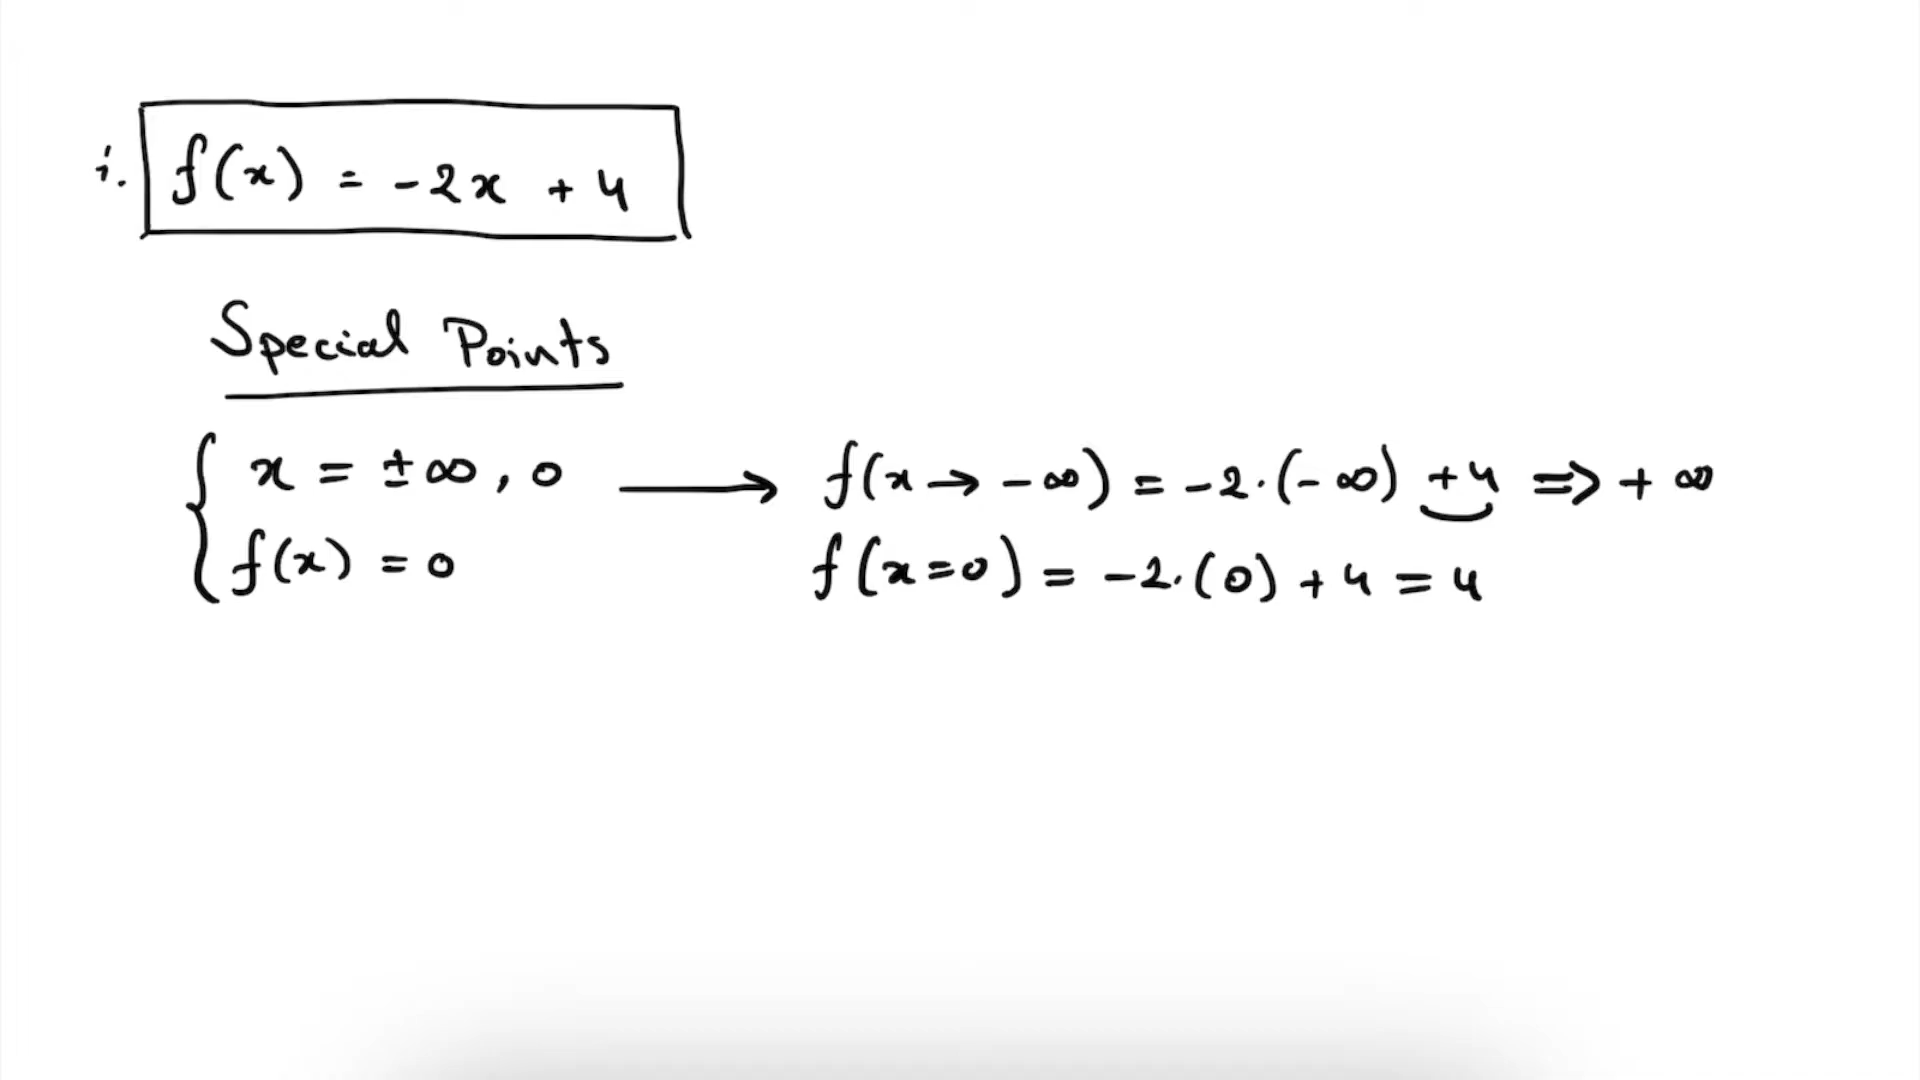 i. f(x) = -2x + 4
Special Points
x = ±∞, 0 ⟶ f(x → -∞) = -2·(-∞) +4 ⇒ + ∞
f(x) = 0 f(x=0) = -2·(0) + 4 = 4